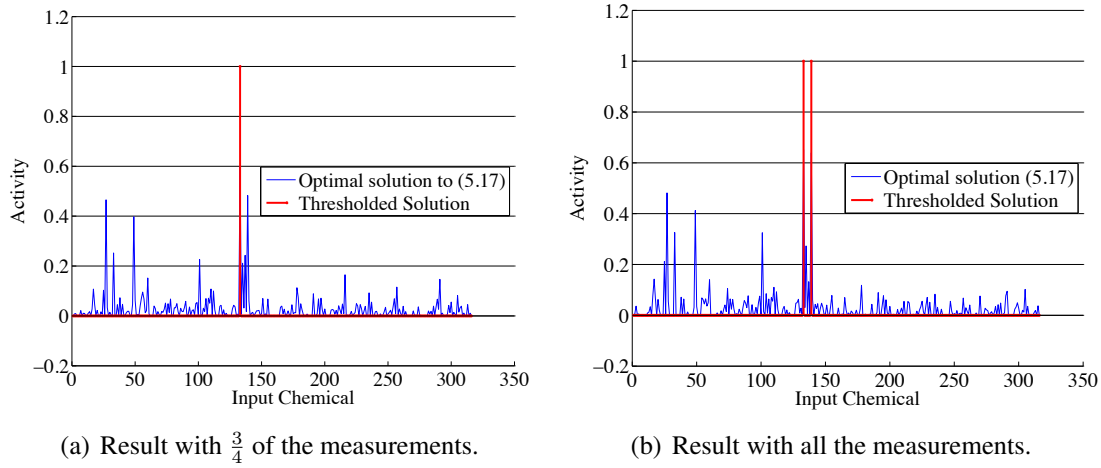 1.2
1
0.8
0.6
0.4
0.2
0
−0.2
Activity
Optimal solution to (5.17)
Thresholded Solution
0 50 100 150 200 250 300 350
Input Chemical
(a) Result with 3/4 of the measurements.
1.2
1
0.8
0.6
0.4
0.2
0
−0.2
Activity
Optimal solution (5.17)
Thresholded Solution
0 50 100 150 200 250 300 350
Input Chemical
(b) Result with all the measurements.